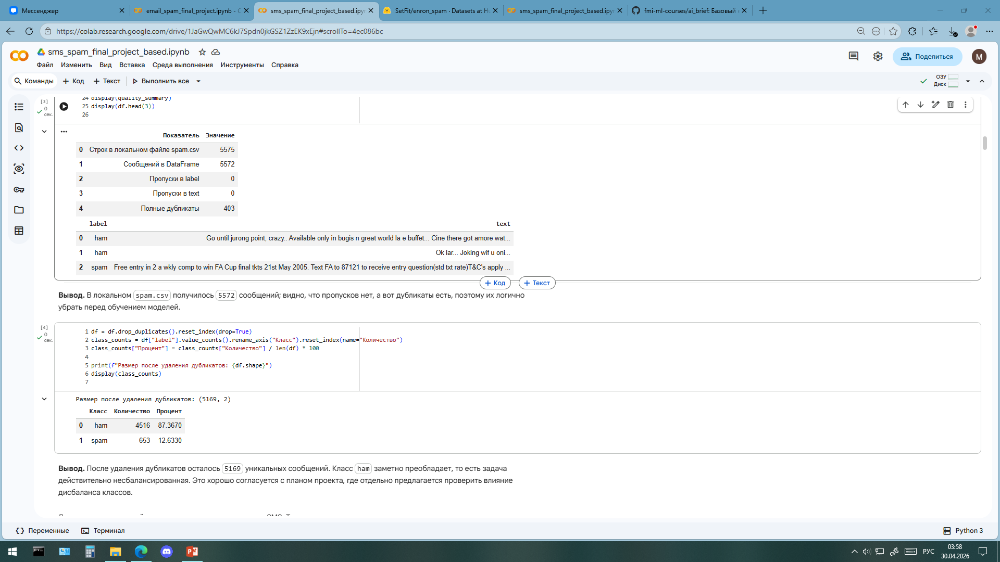 Мессенджер
email_spam_final_project.ipynb - C
sms_spam_final_project_based.ipyn
SetFit/enron_spam · Datasets at Hu
sms_spam_final_project_based.ipyn
fmi-ml-courses/ai_brief: Базовый
https://colab.research.google.com/drive/1JaGwQwMC6kJ7Spdn0jkGSZ1ZzEK9xEjn#scrollTo=4ec086bc
CO
sms_spam_final_project_based.ipynb
Файл Изменить Вид Вставка Среда выполнения Инструменты Справка
Поделиться
M
Команды + Код + Текст Выполнить все
ОЗУ
Диск
[3]
0
сек.
24 display(quality_summary)
25 display(df.head(3))
26
Показатель Значение
0 Строк в локальном файле spam.csv 5575
1 Сообщений в DataFrame 5572
2 Пропуски в label 0
3 Пропуски в text 0
4 Полные дубликаты 403
label text
0 ham Go until jurong point, crazy.. Available only in bugis n great world la e buffet... Cine there got amore wat...
1 ham Ok lar... Joking wif u oni...
2 spam Free entry in 2 a wkly comp to win FA Cup final tkts 21st May 2005. Text FA to 87121 to receive entry question(std txt rate)T&C's apply ...
+ Код + Текст
Вывод. В локальном spam.csv получилось 5572 сообщений; видно, что пропусков нет, а вот дубликаты есть, поэтому их логично
убрать перед обучением моделей.
[4]
0
сек.
1 df = df.drop_duplicates().reset_index(drop=True)
2 class_counts = df["label"].value_counts().rename_axis("Класс").reset_index(name="Количество")
3 class_counts["Процент"] = class_counts["Количество"] / len(df) * 100
4
5 print(f"Размер после удаления дубликатов: {df.shape}")
6 display(class_counts)
7
Размер после удаления дубликатов: (5169, 2)
Класс Количество Процент
0 ham 4516 87.3670
1 spam 653 12.6330
Вывод. После удаления дубликатов осталось 5169 уникальных сообщений. Класс ham заметно преобладает, то есть задача
действительно несбалансированная. Это хорошо согласуется с планом проекта, где отдельно предлагается проверить влияние
дисбаланса классов.
Переменные Терминал
Python 3
РУС
03:58
30.04.2026